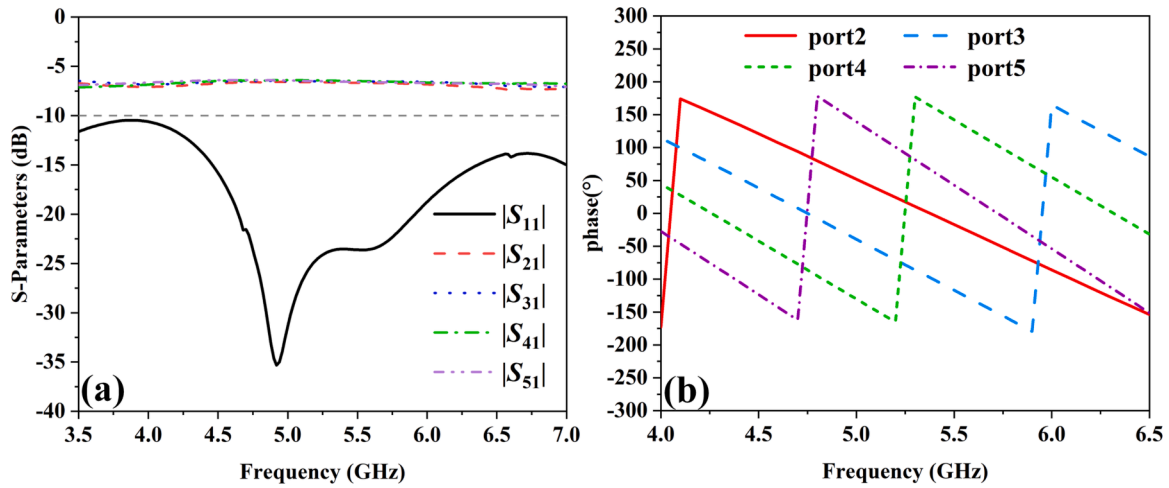 0
-5
-10
-15
-20
-25
-30
-35
-40
S-Parameters (dB)
|S11|
|S21|
|S31|
|S41|
|S51|
(a)
3.5 4.0 4.5 5.0 5.5 6.0 6.5 7.0
Frequency (GHz)
300
250
200
150
100
50
0
-50
-100
-150
-200
-250
-300
phase(°)
port2 port3
port4 port5
(b)
4.0 4.5 5.0 5.5 6.0 6.5
Frequency (GHz)